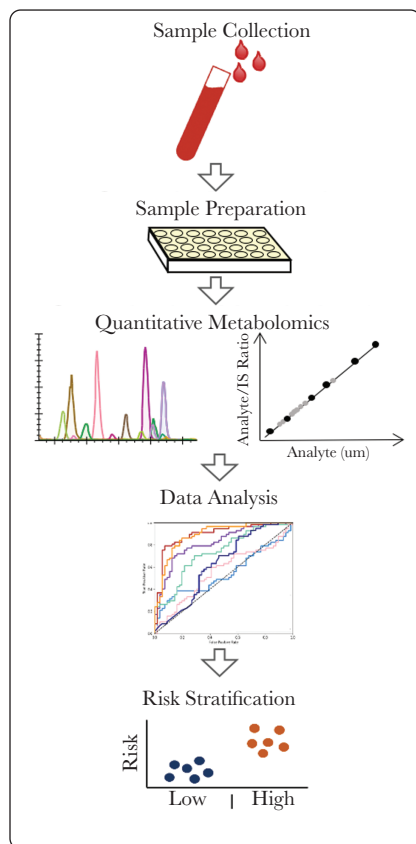 Sample Collection
Sample Preparation
Quantitative Metabolomics
Analyte/IS Ratio
Analyte (um)
Data Analysis
Risk Stratification
Risk
Low | High